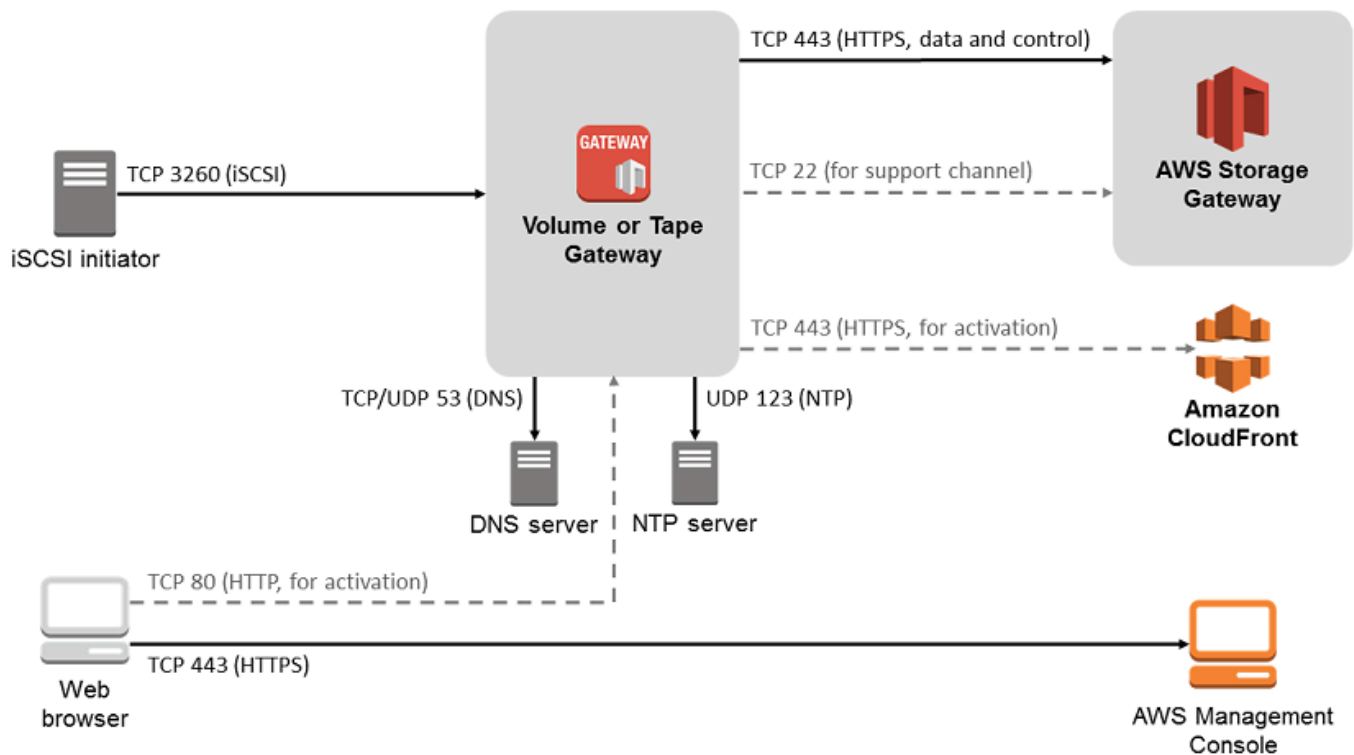 TCP 443 (HTTPS, data and control)
GATEWAY
TCP 3260 (iSCSI)
TCP 22 (for support channel)
AWS Storage
Gateway
Volume or Tape
Gateway
iSCSI initiator
TCP 443 (HTTPS, for activation)
TCP/UDP 53 (DNS)
UDP 123 (NTP)
Amazon
CloudFront
DNS server
NTP server
TCP 80 (HTTP, for activation)
TCP 443 (HTTPS)
Web
browser
AWS Management
Console